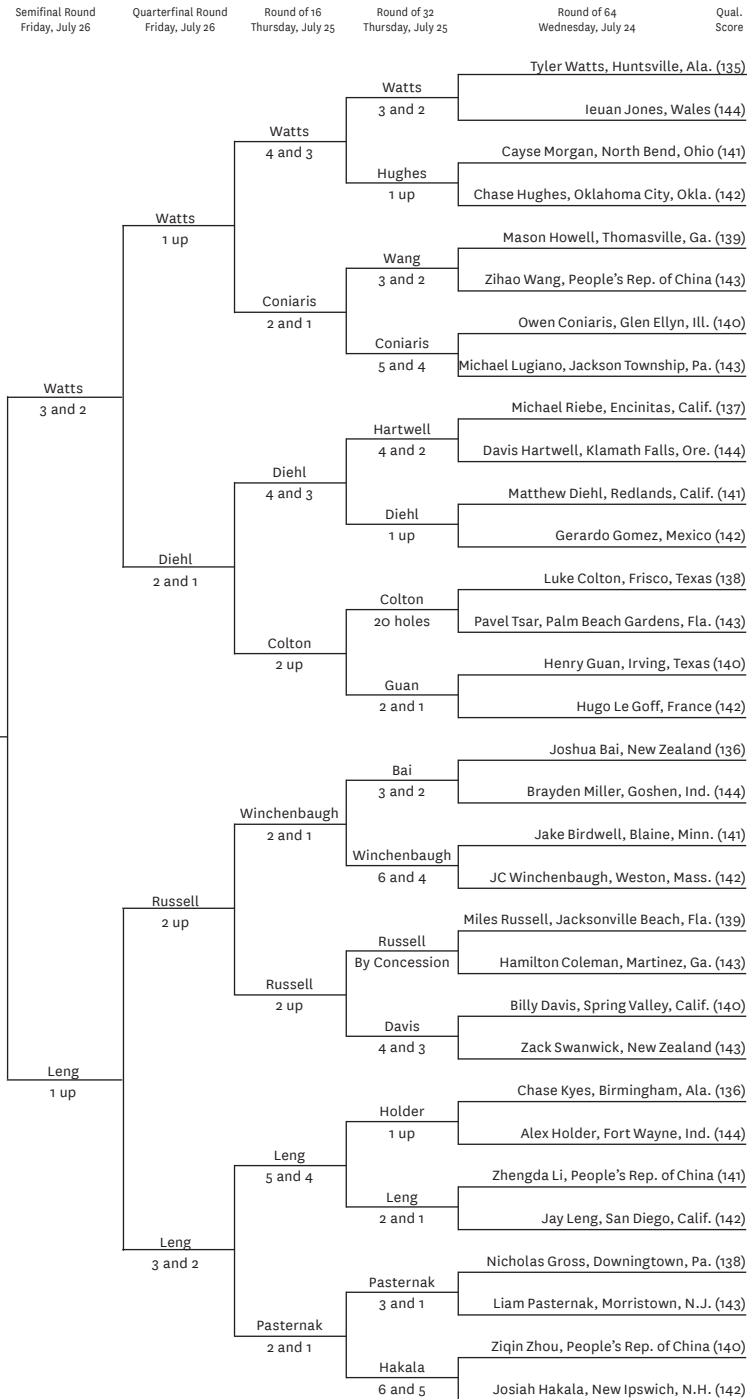 Semifinal Round
Friday, July 26
Quarterfinal Round
Friday, July 26
Round of 16
Thursday, July 25
Round of 32
Thursday, July 25
Round of 64
Wednesday, July 24
Qual.
Score
Tyler Watts, Huntsville, Ala. (135)
Watts
3 and 2
Ieuan Jones, Wales (144)
Watts
4 and 3
Cayse Morgan, North Bend, Ohio (141)
Hughes
1 up
Chase Hughes, Oklahoma City, Okla. (142)
Watts
1 up
Mason Howell, Thomasville, Ga. (139)
Wang
3 and 2
Zihao Wang, People's Rep. of China (143)
Coniaris
2 and 1
Owen Coniaris, Glen Ellyn, Ill. (140)
Coniaris
5 and 4
Michael Lugiano, Jackson Township, Pa. (143)
Watts
3 and 2
Michael Riebe, Encinitas, Calif. (137)
Hartwell
4 and 2
Davis Hartwell, Klamath Falls, Ore. (144)
Diehl
4 and 3
Matthew Diehl, Redlands, Calif. (141)
Diehl
1 up
Gerardo Gomez, Mexico (142)
Diehl
2 and 1
Luke Colton, Frisco, Texas (138)
Colton
20 holes
Pavel Tsar, Palm Beach Gardens, Fla. (143)
Colton
2 up
Henry Guan, Irving, Texas (140)
Guan
2 and 1
Hugo Le Goff, France (142)
Joshua Bai, New Zealand (136)
Bai
3 and 2
Brayden Miller, Goshen, Ind. (144)
Winchenbaugh
2 and 1
Jake Birdwell, Blaine, Minn. (141)
Winchenbaugh
6 and 4
JC Winchenbaugh, Weston, Mass. (142)
Russell
2 up
Miles Russell, Jacksonville Beach, Fla. (139)
Russell
By Concession
Hamilton Coleman, Martinez, Ga. (143)
Russell
2 up
Billy Davis, Spring Valley, Calif. (140)
Davis
4 and 3
Zack Swanwick, New Zealand (143)
Leng
1 up
Chase Kyes, Birmingham, Ala. (136)
Holder
1 up
Alex Holder, Fort Wayne, Ind. (144)
Leng
5 and 4
Zhengda Li, People's Rep. of China (141)
Leng
2 and 1
Jay Leng, San Diego, Calif. (142)
Leng
3 and 2
Nicholas Gross, Downingtown, Pa. (138)
Pasternak
3 and 1
Liam Pasternak, Morristown, N.J. (143)
Pasternak
2 and 1
Ziqin Zhou, People's Rep. of China (140)
Hakala
6 and 5
Josiah Hakala, New Ipswich, N.H. (142)